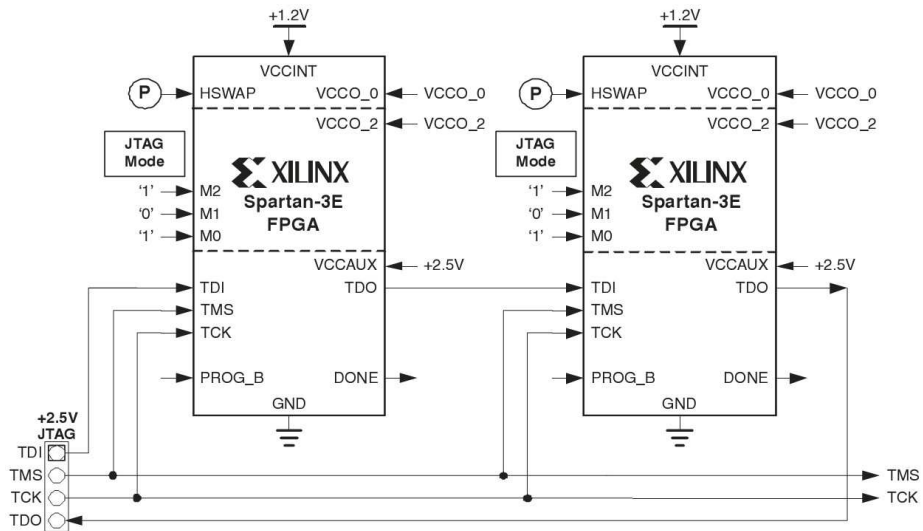 +1.2V
+1.2V
VCCINT
VCCINT
P
HSWAP
VCCO_0
VCCO_0
P
HSWAP
VCCO_0
VCCO_0
VCCO_2
VCCO_2
VCCO_2
VCCO_2
JTAG
Mode
JTAG
Mode
XILINX
XILINX
'1'
M2
Spartan-3E
'1'
M2
Spartan-3E
'0'
M1
FPGA
'0'
M1
FPGA
'1'
M0
'1'
M0
VCCAUX
+2.5V
VCCAUX
+2.5V
TDI
TDO
TDI
TDO
TMS
TMS
TCK
TCK
PROG_B
DONE
PROG_B
DONE
GND
GND
+2.5V
JTAG
TDI
TMS
TMS
TCK
TCK
TDO